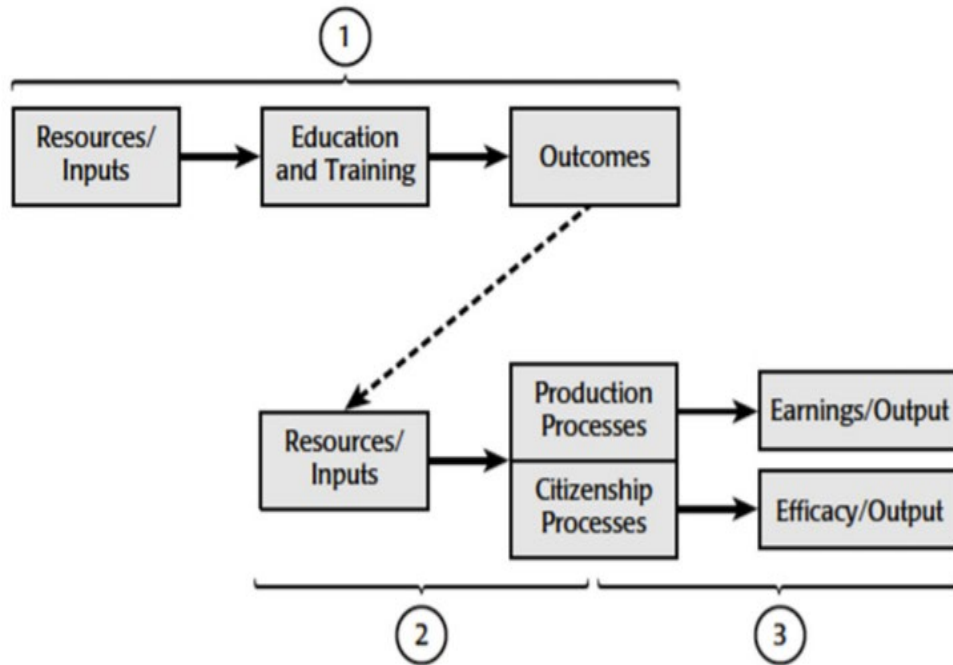 1
Resources/
Inputs
Education
and Training
Outcomes
Resources/
Inputs
Production
Processes
Citizenship
Processes
Earnings/Output
Efficacy/Output
2
3